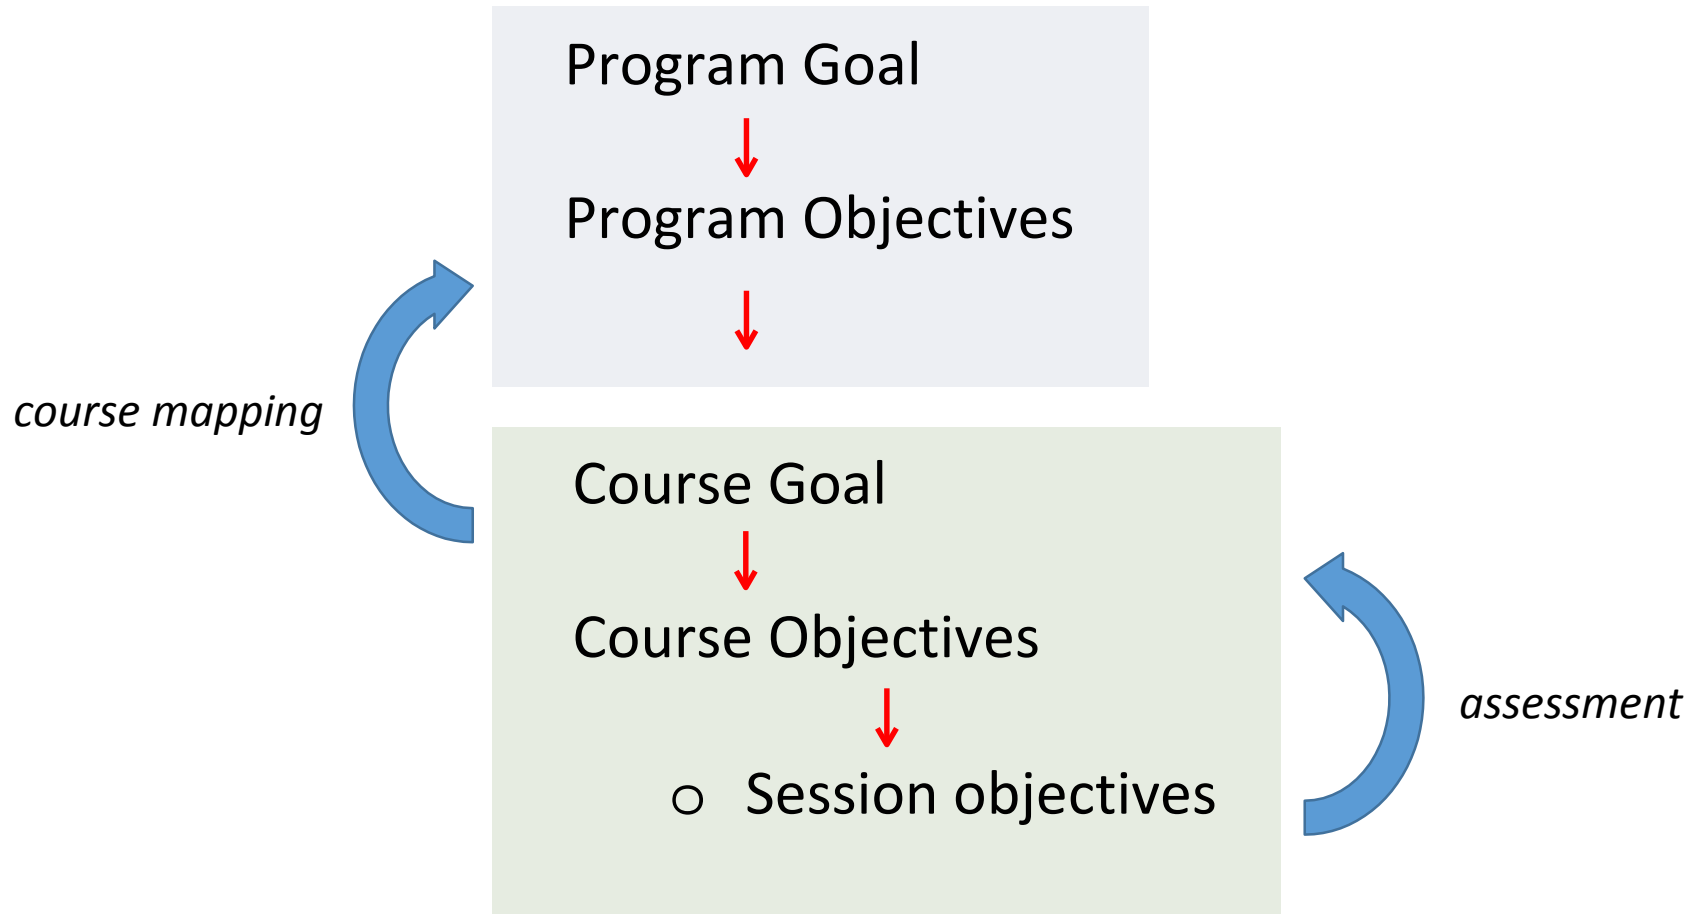 Program Goal
Program Objectives
course mapping
Course Goal
Course Objectives
assessment
o Session objectives